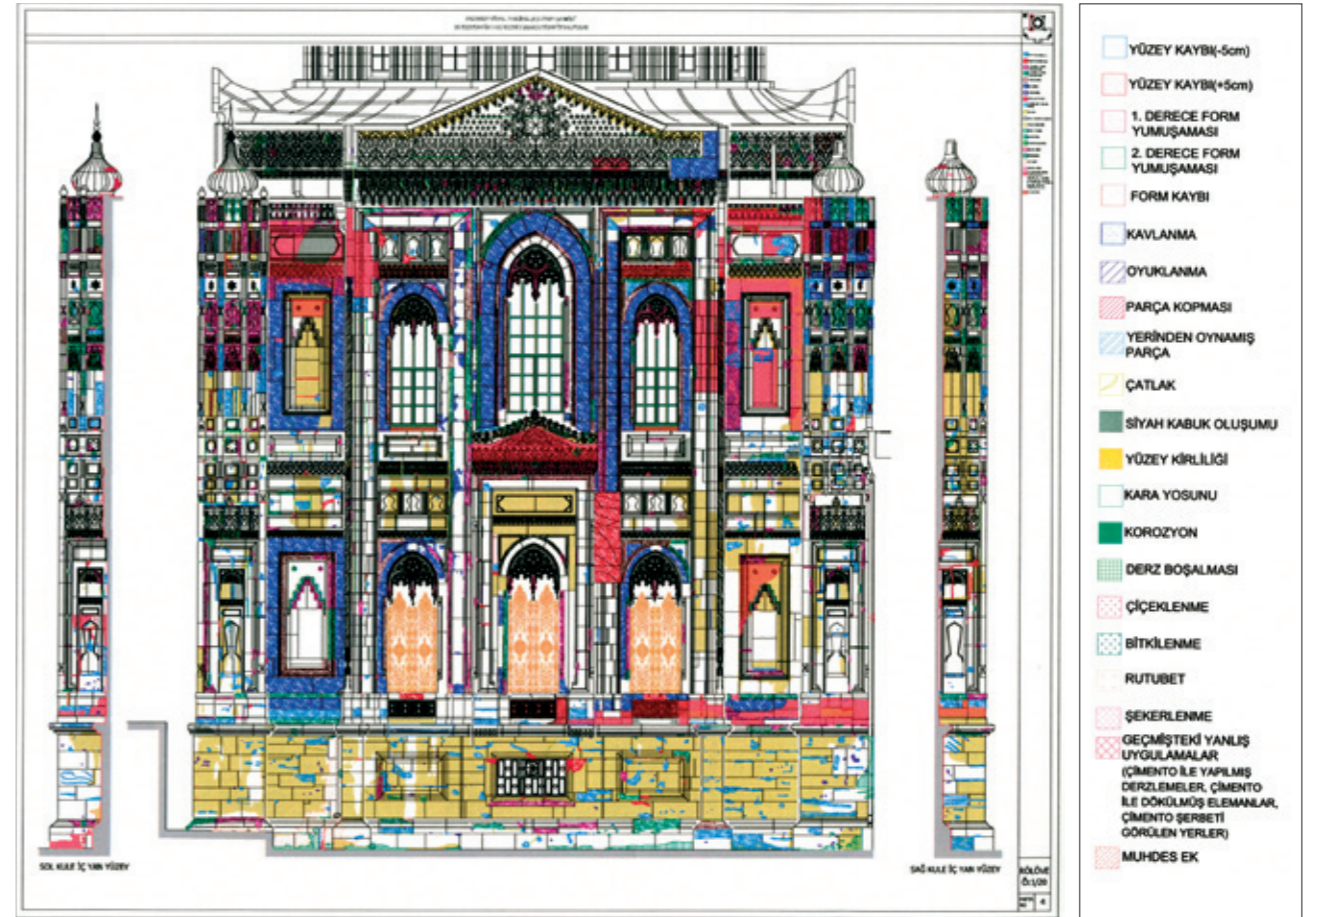 YÜZEY KAYBI(-5cm)
YÜZEY KAYBI(+5cm)
1. DERECE FORM
YUMUŞAMASI
2. DERECE FORM
YUMUŞAMASI
FORM KAYBI
KAVLANMA
OYUKLANMA
PARÇA KOPMASI
YERİNDEN OYNAMIŞ
PARÇA
ÇATLAK
SİYAH KABUK OLUŞUMU
YÜZEY KİRLİLİĞİ
KARA YOSUNU
KOROZYON
DERZ BOŞALMASI
ÇİÇEKLENME
BİTKİLENME
RUTUBET
ŞEKERLENME
GEÇMİŞTEKİ YANLIŞ
UYGULAMALAR
(ÇİMENTO İLE YAPILMIŞ
DERZLEMELER, ÇİMENTO
İLE DÖKÜLMÜŞ ELEMANLAR,
ÇİMENTO ŞERBETİ
GÖRÜLEN YERLER)
MUHDES EK
SOL KULE İÇ YAN YÜZEY
SAĞ KULE İÇ YAN YÜZEY
RÖLÖVE
Ö:1/20
4